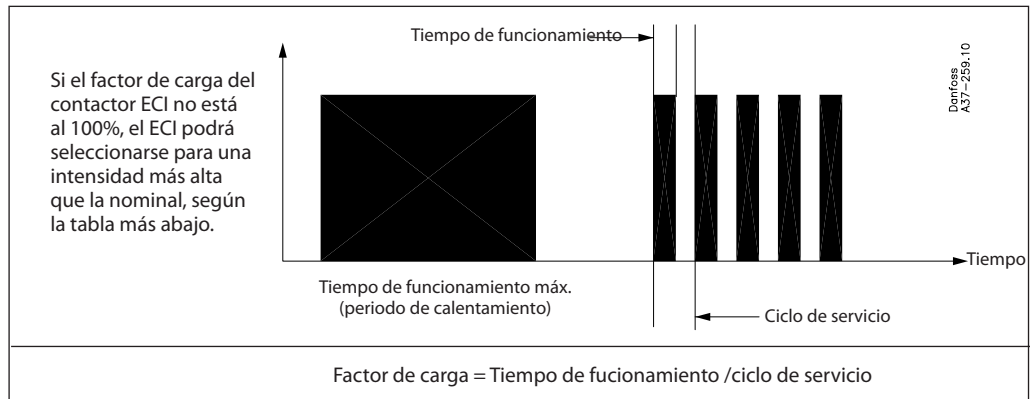 Tiempo de funcionamiento
Si el factor de carga del
contactor ECI no está
al 100%, el ECI podrá
seleccionarse para una
intensidad más alta
que la nominal, según
la tabla más abajo.
Danfoss
A37-259.10
Tiempo
Tiempo de funcionamiento máx.
(periodo de calentamiento)
Ciclo de servicio
Factor de carga = Tiempo de fucionamiento /ciclo de servicio